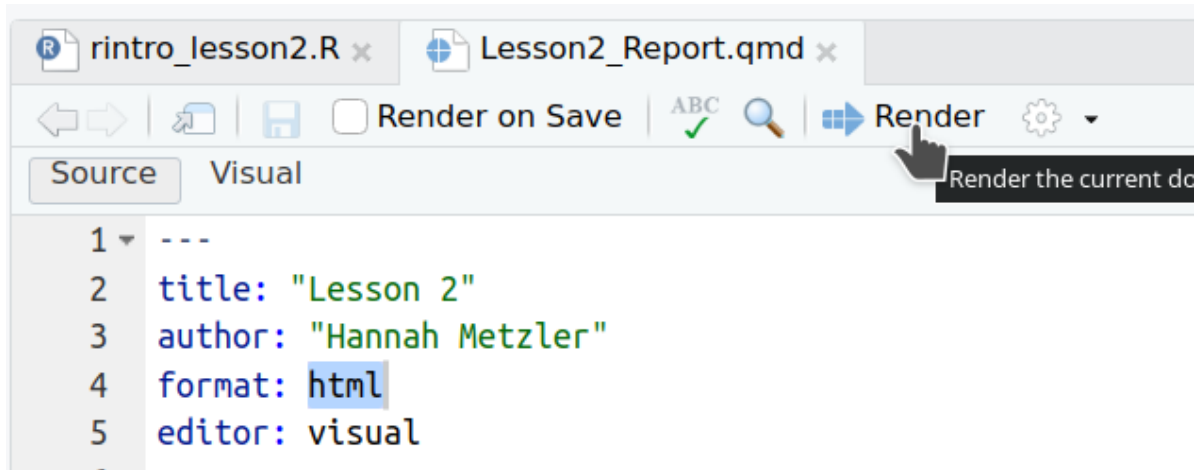 rintro_lesson2.R Lesson2_Report.qmd
Render on Save ABC Render
Render the current do
Source Visual
1 ---
2 title: "Lesson 2"
3 author: "Hannah Metzler"
4 format: html
5 editor: visual